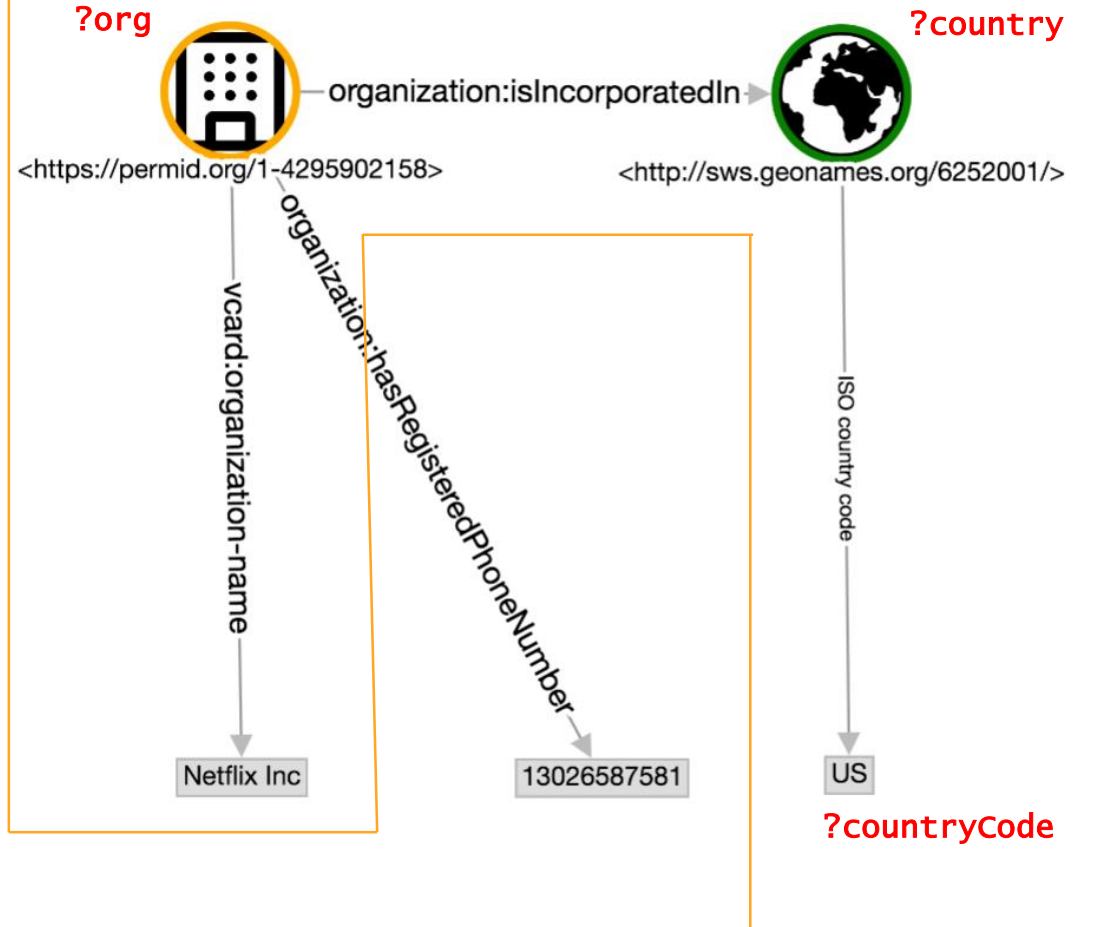 ?org
?country
organization:isIncorporatedIn
<https://permid.org/1-4295902158>
<http://sws.geonames.org/6252001/>
vcard:organization-name
organization:hasRegisteredPhoneNumber
ISO country code
Netflix Inc
13026587581
US
?countryCode